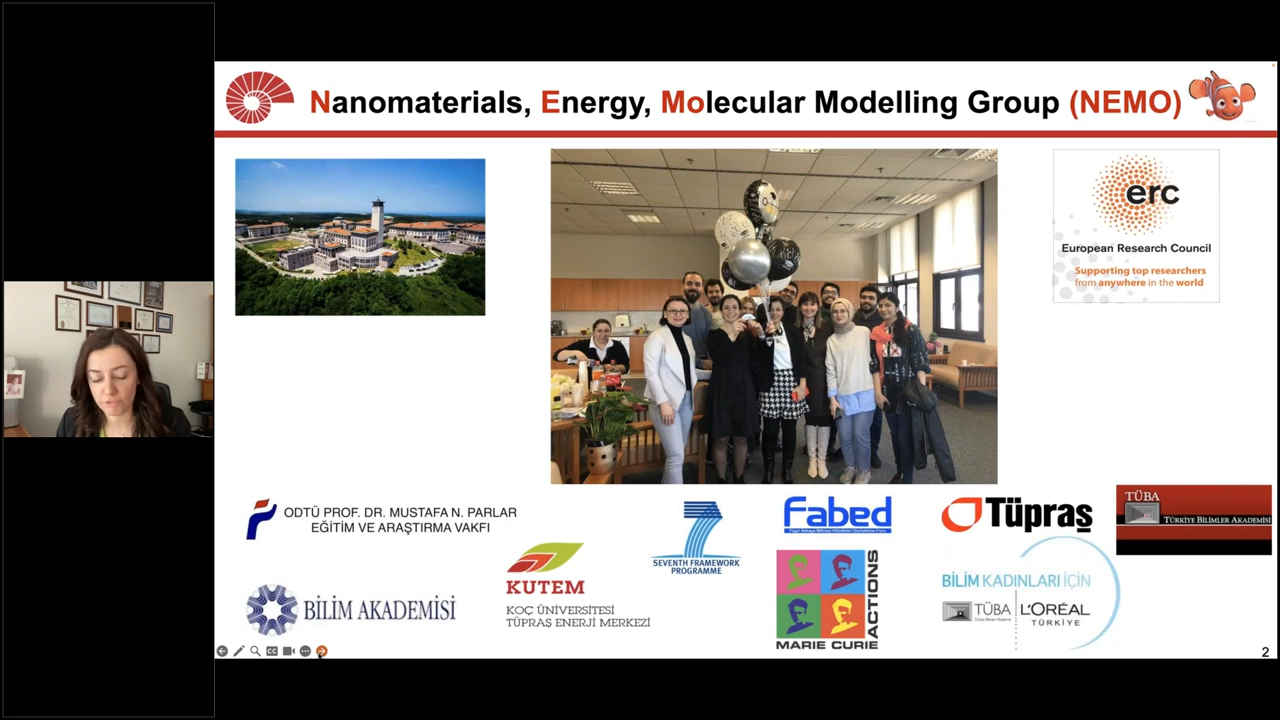 Nanomaterials, Energy, Molecular Modelling Group (NEMO)
erc
European Research Council
Supporting top researchers
from anywhere in the world
ODTÜ PROF. DR. MUSTAFA N. PARLAR
EĞİTİM VE ARAŞTIRMA VAKFI
BİLİM AKADEMİSİ
KUTEM
KOÇ ÜNİVERSİTESİ
TÜPRAŞ ENERJİ MERKEZİ
SEVENTH FRAMEWORK
PROGRAMME
Fabed
MARIE CURIE
ACTIONS
Tüpraş
TÜBA
TÜRKİYE BİLİMLER AKADEMİSİ
BİLİM KADINLARI İÇİN
TÜBA
L'ORÉAL
TÜRKİYE
CC
2